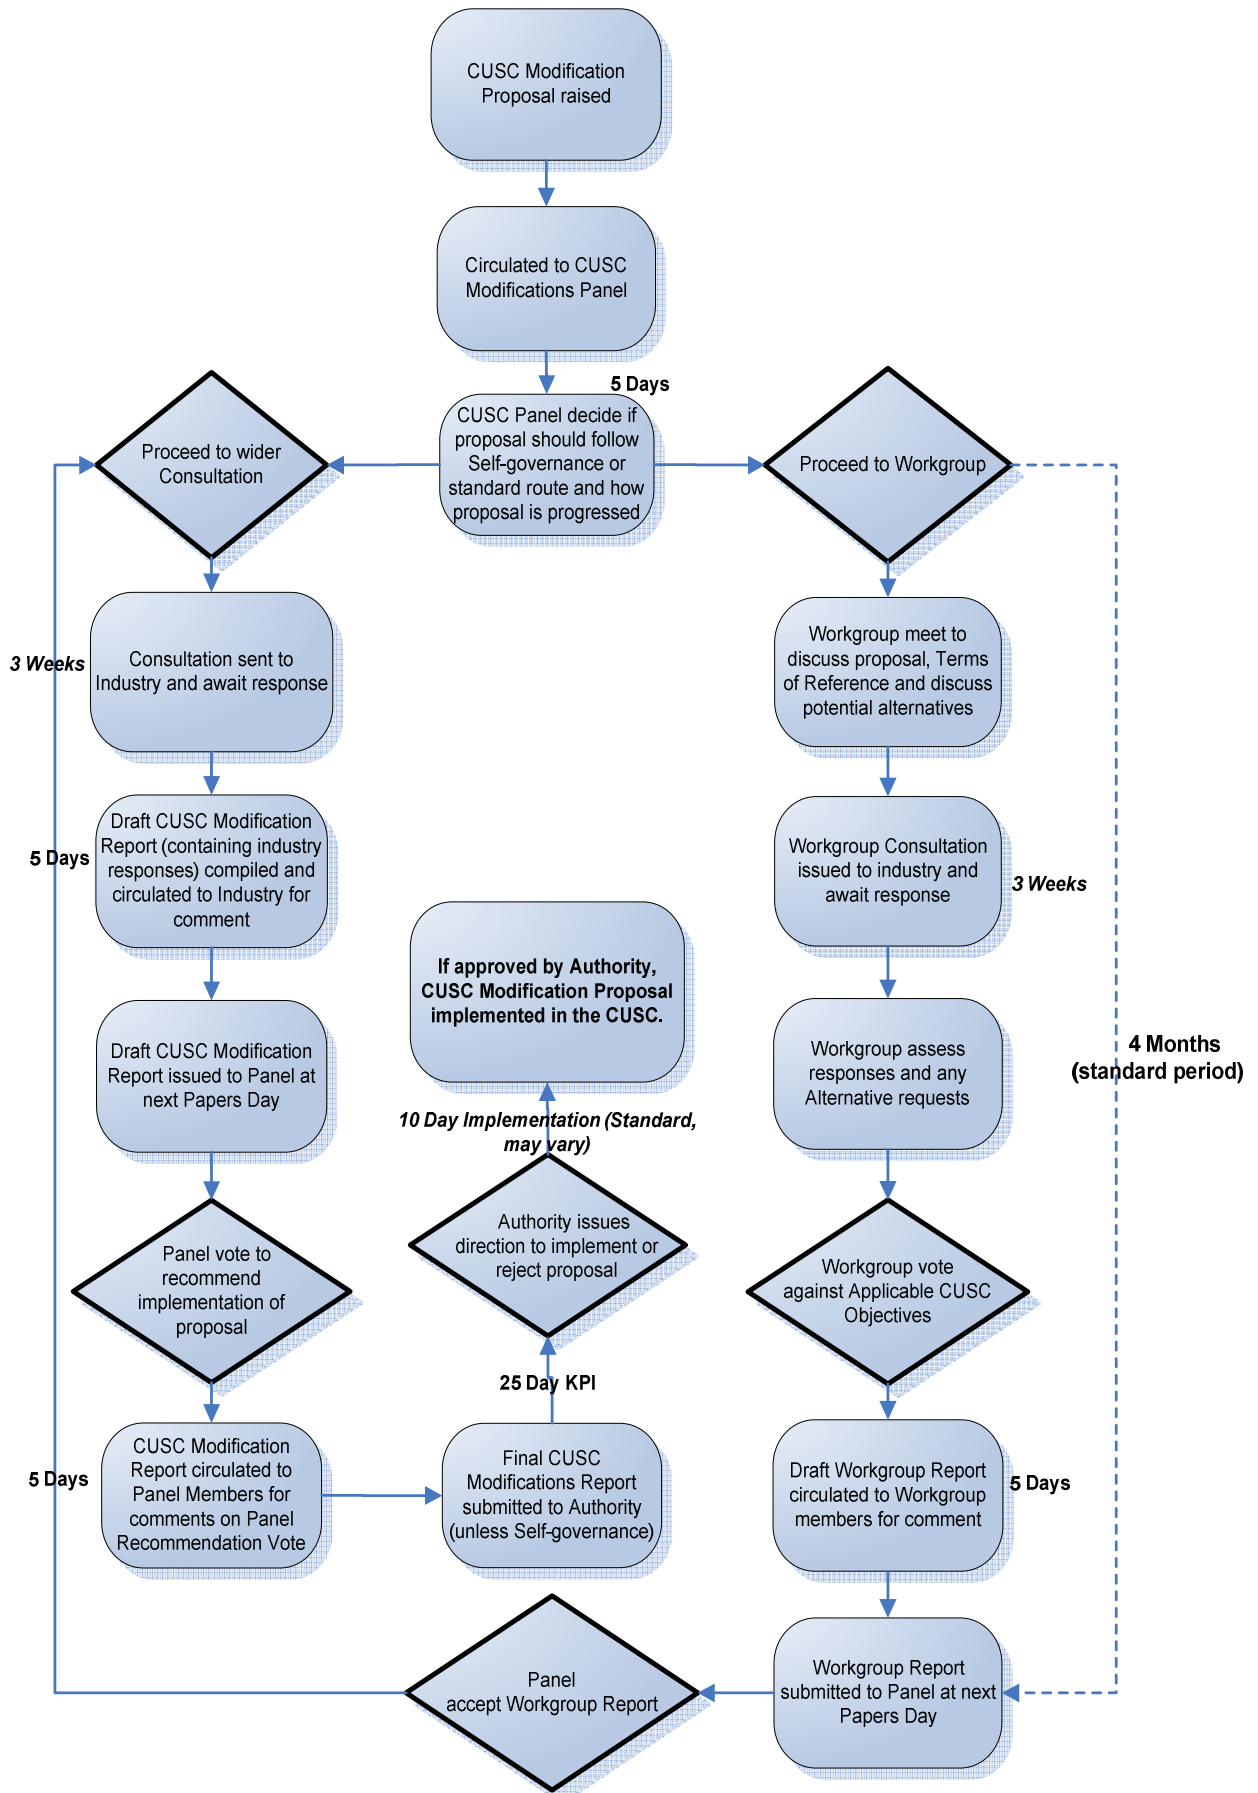 CUSC Modification
Proposal raised
Circulated to CUSC
Modifications Panel
5 Days
CUSC Panel decide if
proposal should follow
Self-governance or
standard route and how
proposal is progressed
Proceed to wider
Consultation
Proceed to Workgroup
3 Weeks
Consultation sent to
Industry and await response
5 Days
Draft CUSC Modification
Report (containing industry
responses) compiled and
circulated to Industry for
comment
Draft CUSC Modification
Report issued to Panel at
next Papers Day
Panel vote to
recommend
implementation of
proposal
5 Days
CUSC Modification
Report circulated to
Panel Members for
comments on Panel
Recommendation Vote
If approved by Authority,
CUSC Modification Proposal
implemented in the CUSC.
10 Day Implementation (Standard,
may vary)
Authority issues
direction to implement or
reject proposal
25 Day KPI
Final CUSC
Modifications Report
submitted to Authority
(unless Self-governance)
Workgroup meet to
discuss proposal, Terms
of Reference and discuss
potential alternatives
Workgroup Consultation
issued to industry and
await response
3 Weeks
Workgroup assess
responses and any
Alternative requests
4 Months
(standard period)
Workgroup vote
against Applicable CUSC
Objectives
Draft Workgroup Report
circulated to Workgroup
members for comment
5 Days
Workgroup Report
submitted to Panel at next
Papers Day
Panel
accept Workgroup Report